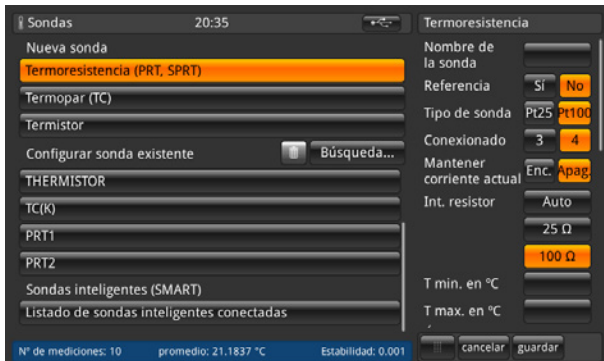 Sondas 20:35
Nueva sonda
Termoresistencia (PRT, SPRT)
Termopar (TC)
Termistor
Configurar sonda existente Búsqueda...
THERMISTOR
TC(K)
PRT1
PRT2
Sondas inteligentes (SMART)
Listado de sondas inteligentes conectadas
Nº de mediciones: 10 promedio: 21,1837 °C Estabilidad: 0.001
Termoresistencia
Nombre de
la sonda
Referencia Sí No
Tipo de sonda Pt25 Pt100
Conexionado 3 4
Mantener
corriente actual Enc. Apag.
Int. resistor Auto
25 Ω
100 Ω
T min. en °C
T max. en °C
cancelar guardar